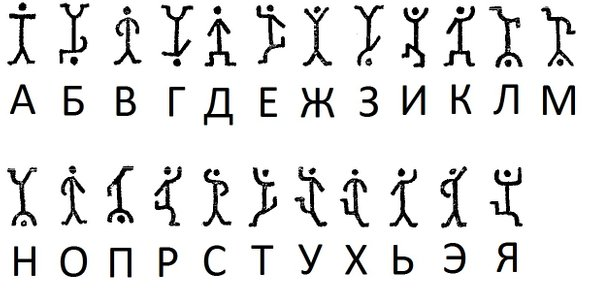 А Б В Г Д Е Ж З И К Л М
Н О П Р С Т У Х Ь Э Я